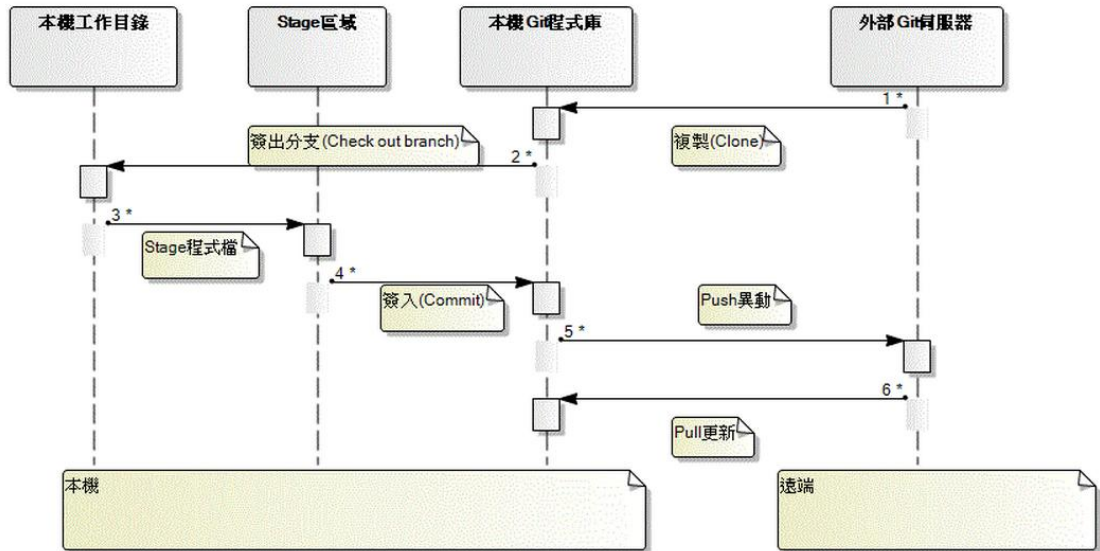 本機工作目錄
Stage區域
本機Git程式庫
外部Git伺服器
1 *
複製(Clone)
簽出分支(Check out branch)
2 *
3 *
Stage程式檔
4 *
簽入(Commit)
Push異動
5 *
6 *
Pull更新
本機
遠端